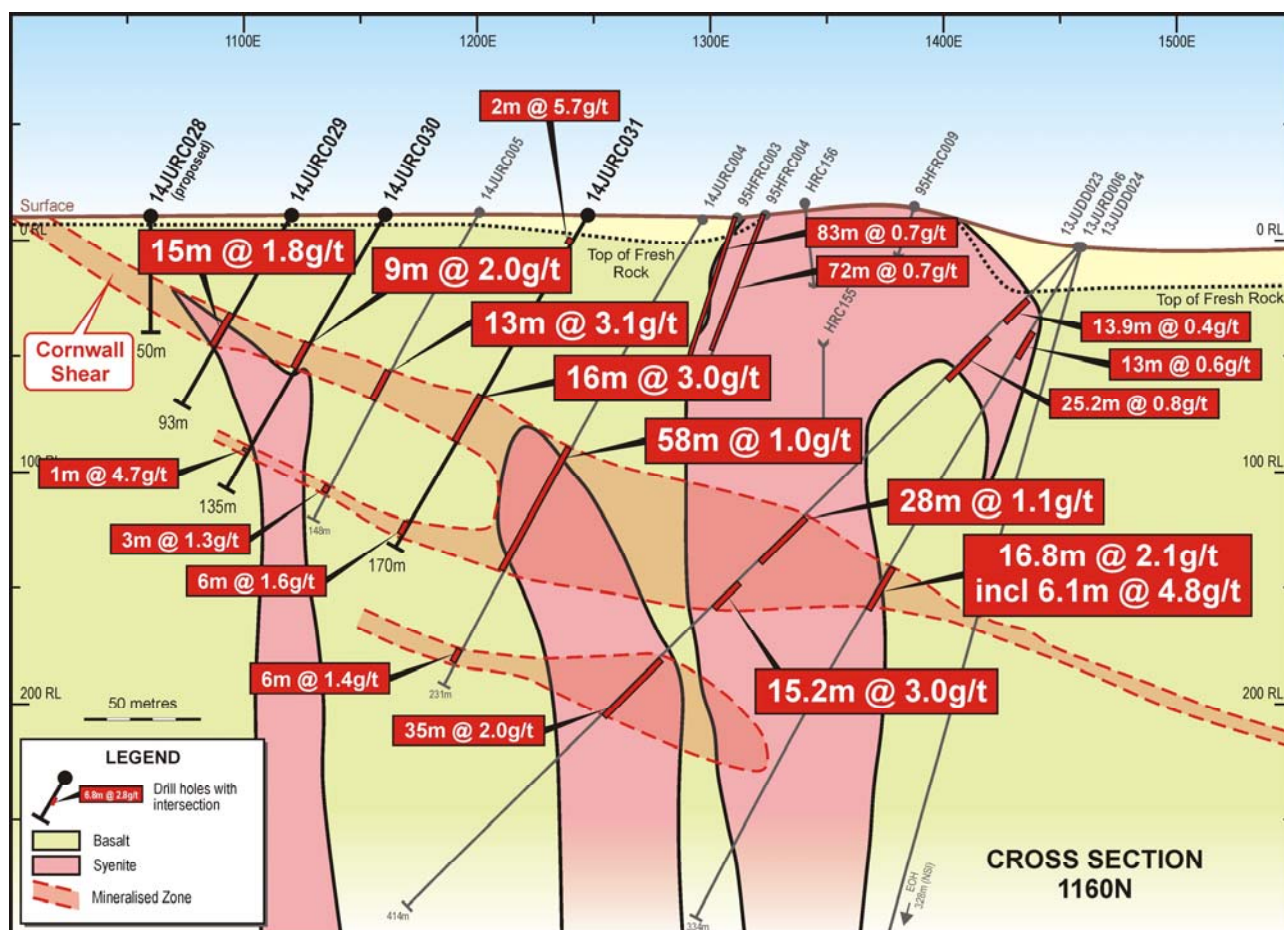 1100E
1200E
1300E
1400E
1500E
2m @ 5.7g/t
14JURC028
(proposed)
14JURC029
14JURC030
14JURC005
14JURC031
14JURC004
95HFRC003
95HFRC004
HRC156
95HFRC009
13JUDD023
13JURD006
13JUDD024
Surface
0 RL
0 RL
15m @ 1.8g/t
9m @ 2.0g/t
Top of Fresh
Rock
83m @ 0.7g/t
72m @ 0.7g/t
HRC155
Top of Fresh Rock
Cornwall
Shear
50m
13m @ 3.1g/t
16m @ 3.0g/t
13.9m @ 0.4g/t
13m @ 0.6g/t
25.2m @ 0.8g/t
93m
58m @ 1.0g/t
100 RL
100 RL
1m @ 4.7g/t
135m
148m
28m @ 1.1g/t
3m @ 1.3g/t
170m
6m @ 1.6g/t
16.8m @ 2.1g/t
incl 6.1m @ 4.8g/t
6m @ 1.4g/t
231m
15.2m @ 3.0g/t
200 RL
200 RL
50 metres
35m @ 2.0g/t
LEGEND
6.8m @ 2.8g/t
Drill holes with
intersection
Basalt
Syenite
Mineralised Zone
414m
334m
EOH
328m (NSI)
CROSS SECTION
1160N